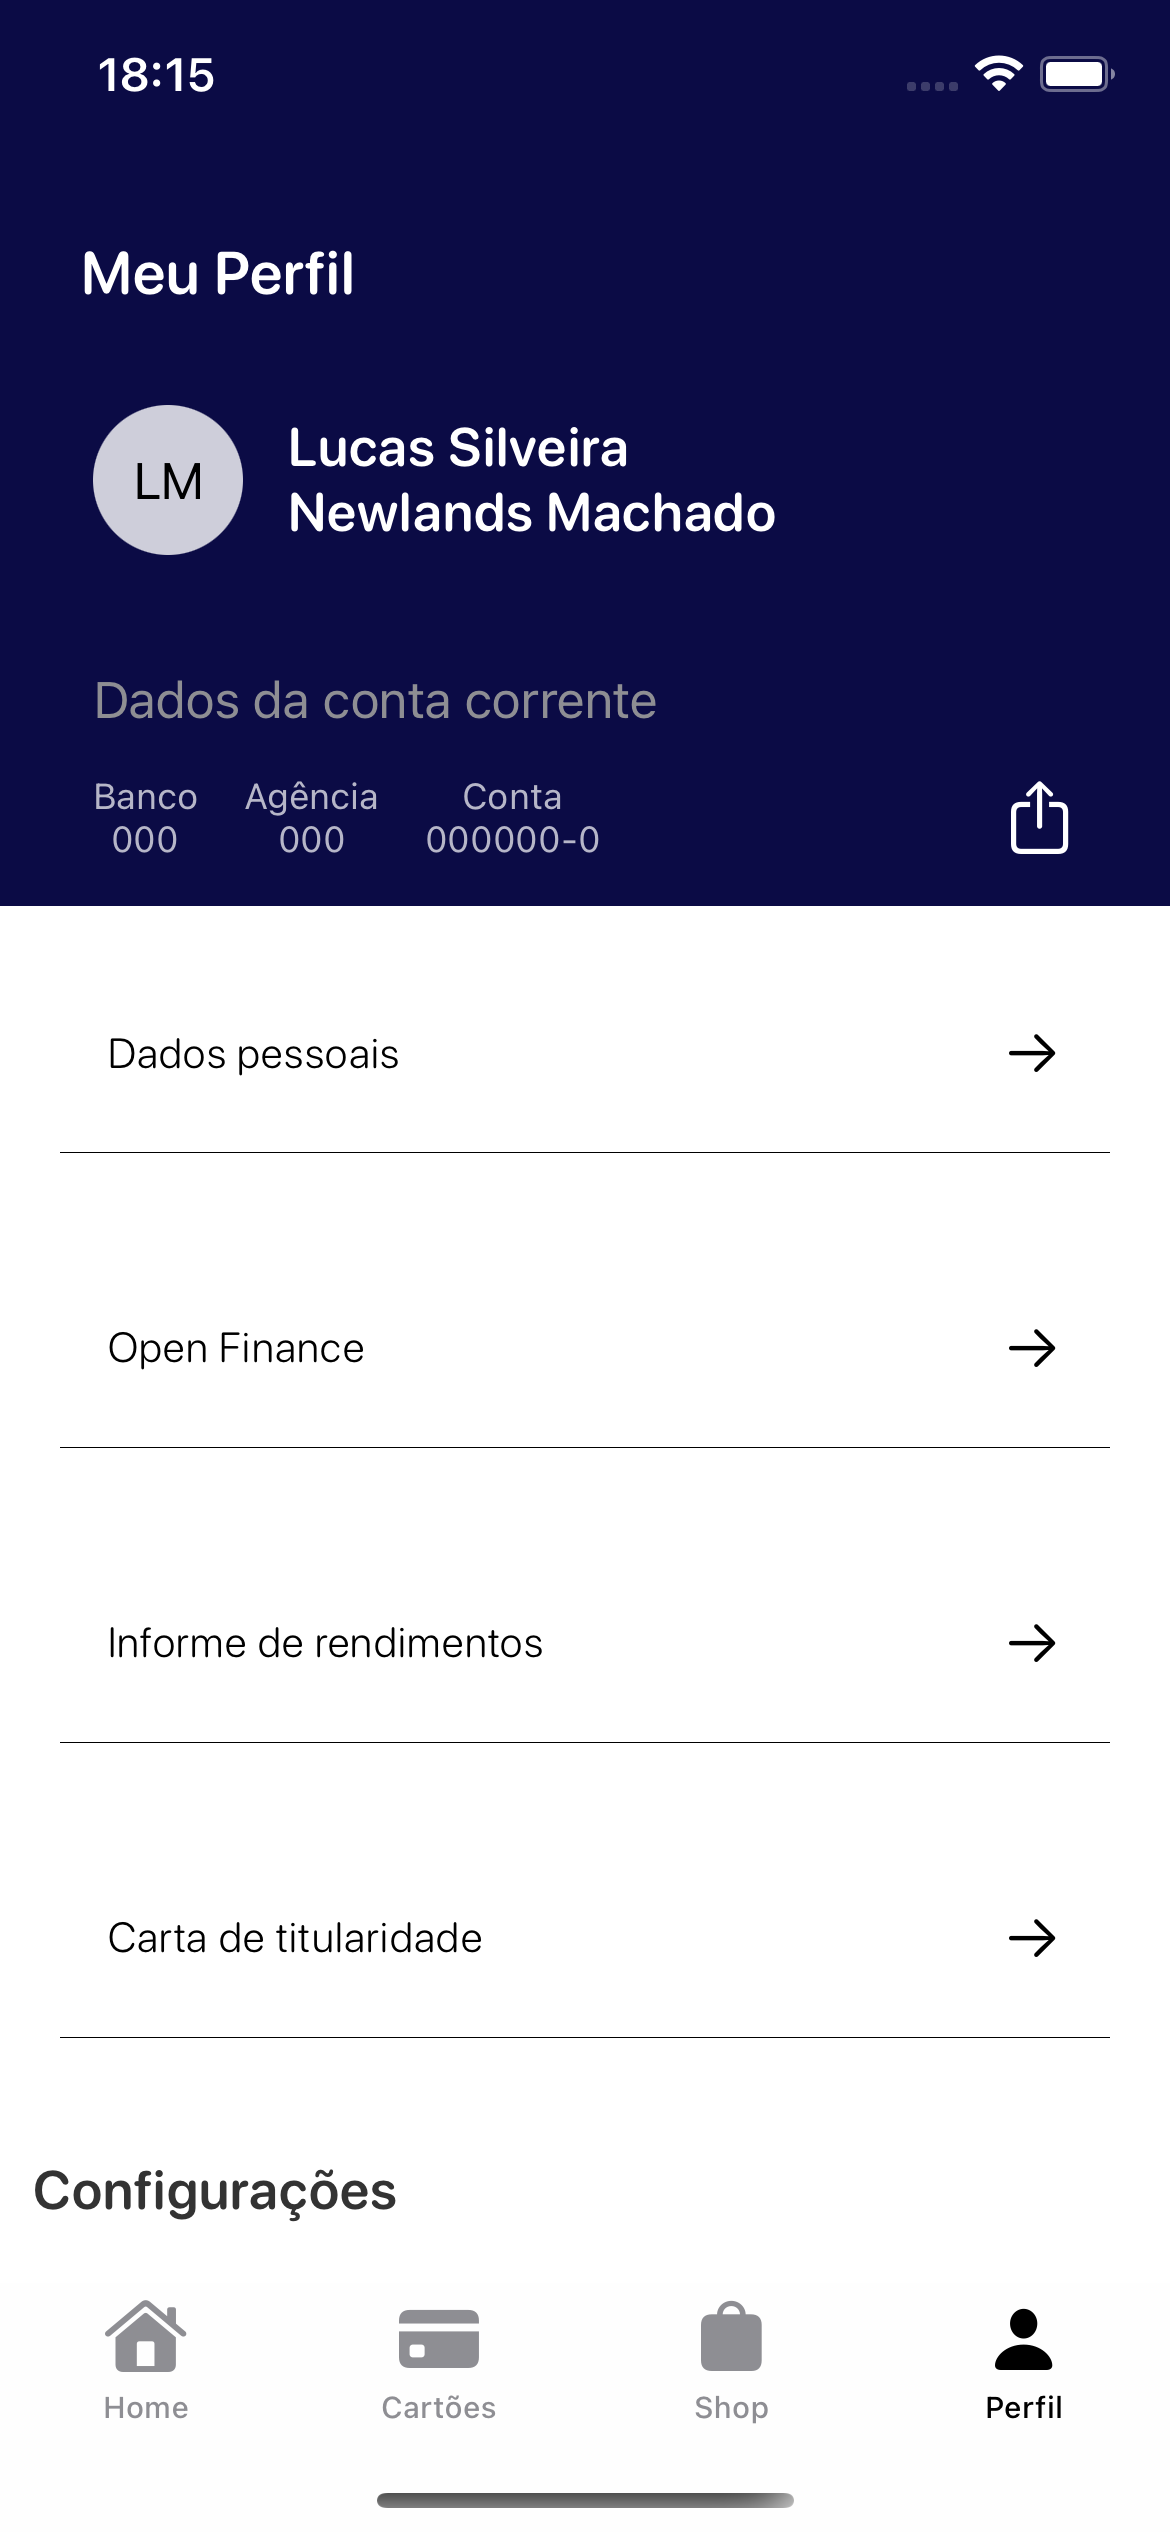 18:15
Meu Perfil
LM
Lucas Silveira
Newlands Machado
Dados da conta corrente
Banco Agência Conta
000 000 000000-0
Dados pessoais
Open Finance
Informe de rendimentos
Carta de titularidade
Configurações
Home Cartões Shop Perfil